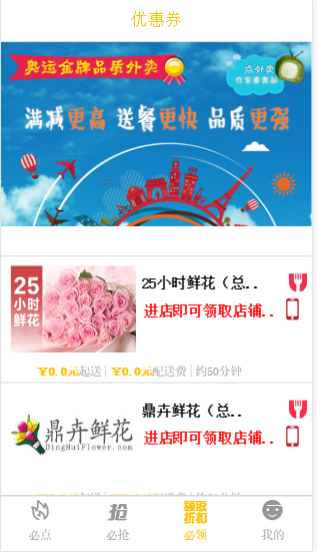 优惠券
奥运金牌品质外卖
点外卖
满减更高 送餐更快 品质更强
25小时鲜花（总..
25
小时
鲜花
进店即可领取店铺..
¥0.0元起送 | ¥0.0元配送费 | 约50分钟
鼎卉鲜花（总..
鼎卉鲜花
DingHuiFlower.com
进店即可领取店铺..
必点
必抢
必领
我的
抢
领取
折扣